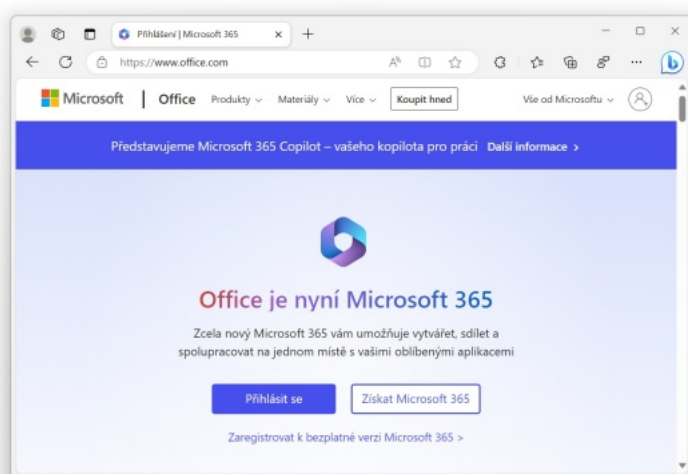 Přihlášení | Microsoft 365
https://www.office.com
Microsoft | Office Produkty Materiály Více Koupit hned Vše od Microsoftu
Představujeme Microsoft 365 Copilot – vašeho kopilota pro práci Další informace >
Office je nyní Microsoft 365
Zcela nový Microsoft 365 vám umožňuje vytvářet, sdílet a
spolupracovat na jednom místě s vašimi oblíbenými aplikacemi
Přihlásit se Získat Microsoft 365
Zaregistrovat k bezplatné verzi Microsoft 365 >